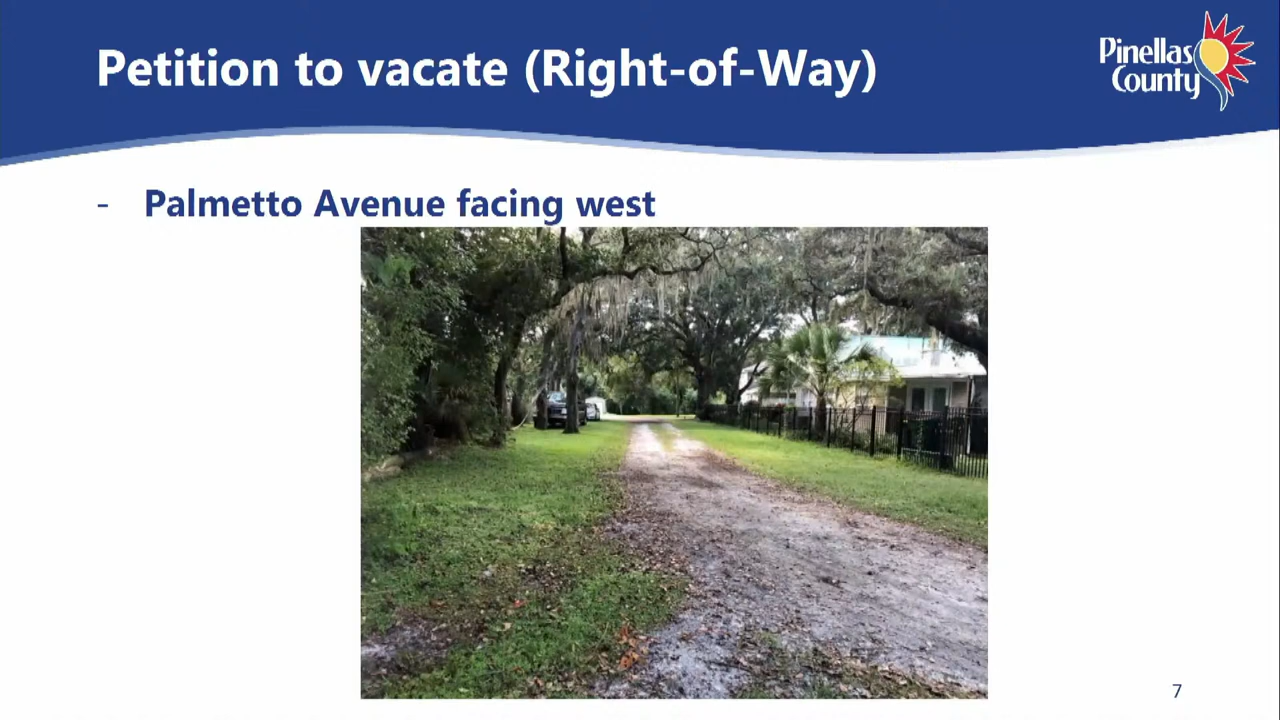 Petition to vacate (Right-of-Way)
Pinellas
County
- Palmetto Avenue facing west
7